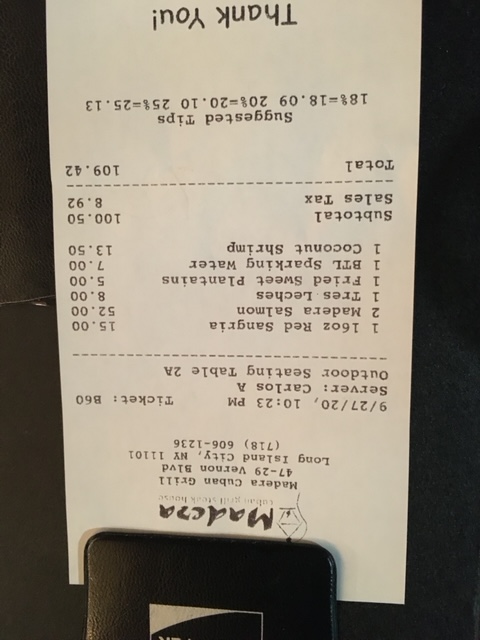 Madera
cuban grill steak house
Madera Cuban Grill
47-29 Vernon Blvd
Long Island City, NY 11101
(718) 606-1236
9/27/20, 10:23 PM Ticket: B60
Server: Carlos A
Outdoor Seating Table 2A
1 16oz Red Sangria 15.00
2 Madera Salmon 52.00
1 Tres Leches 8.00
1 Fried Sweet Plantains 5.00
1 BTL Sparking Water 7.00
1 Coconut Shrimp 13.50
Subtotal 100.50
Sales Tax 8.92
Total 109.42
Suggested Tips
18%=18.09 20%=20.10 25%=25.13
Thank You!